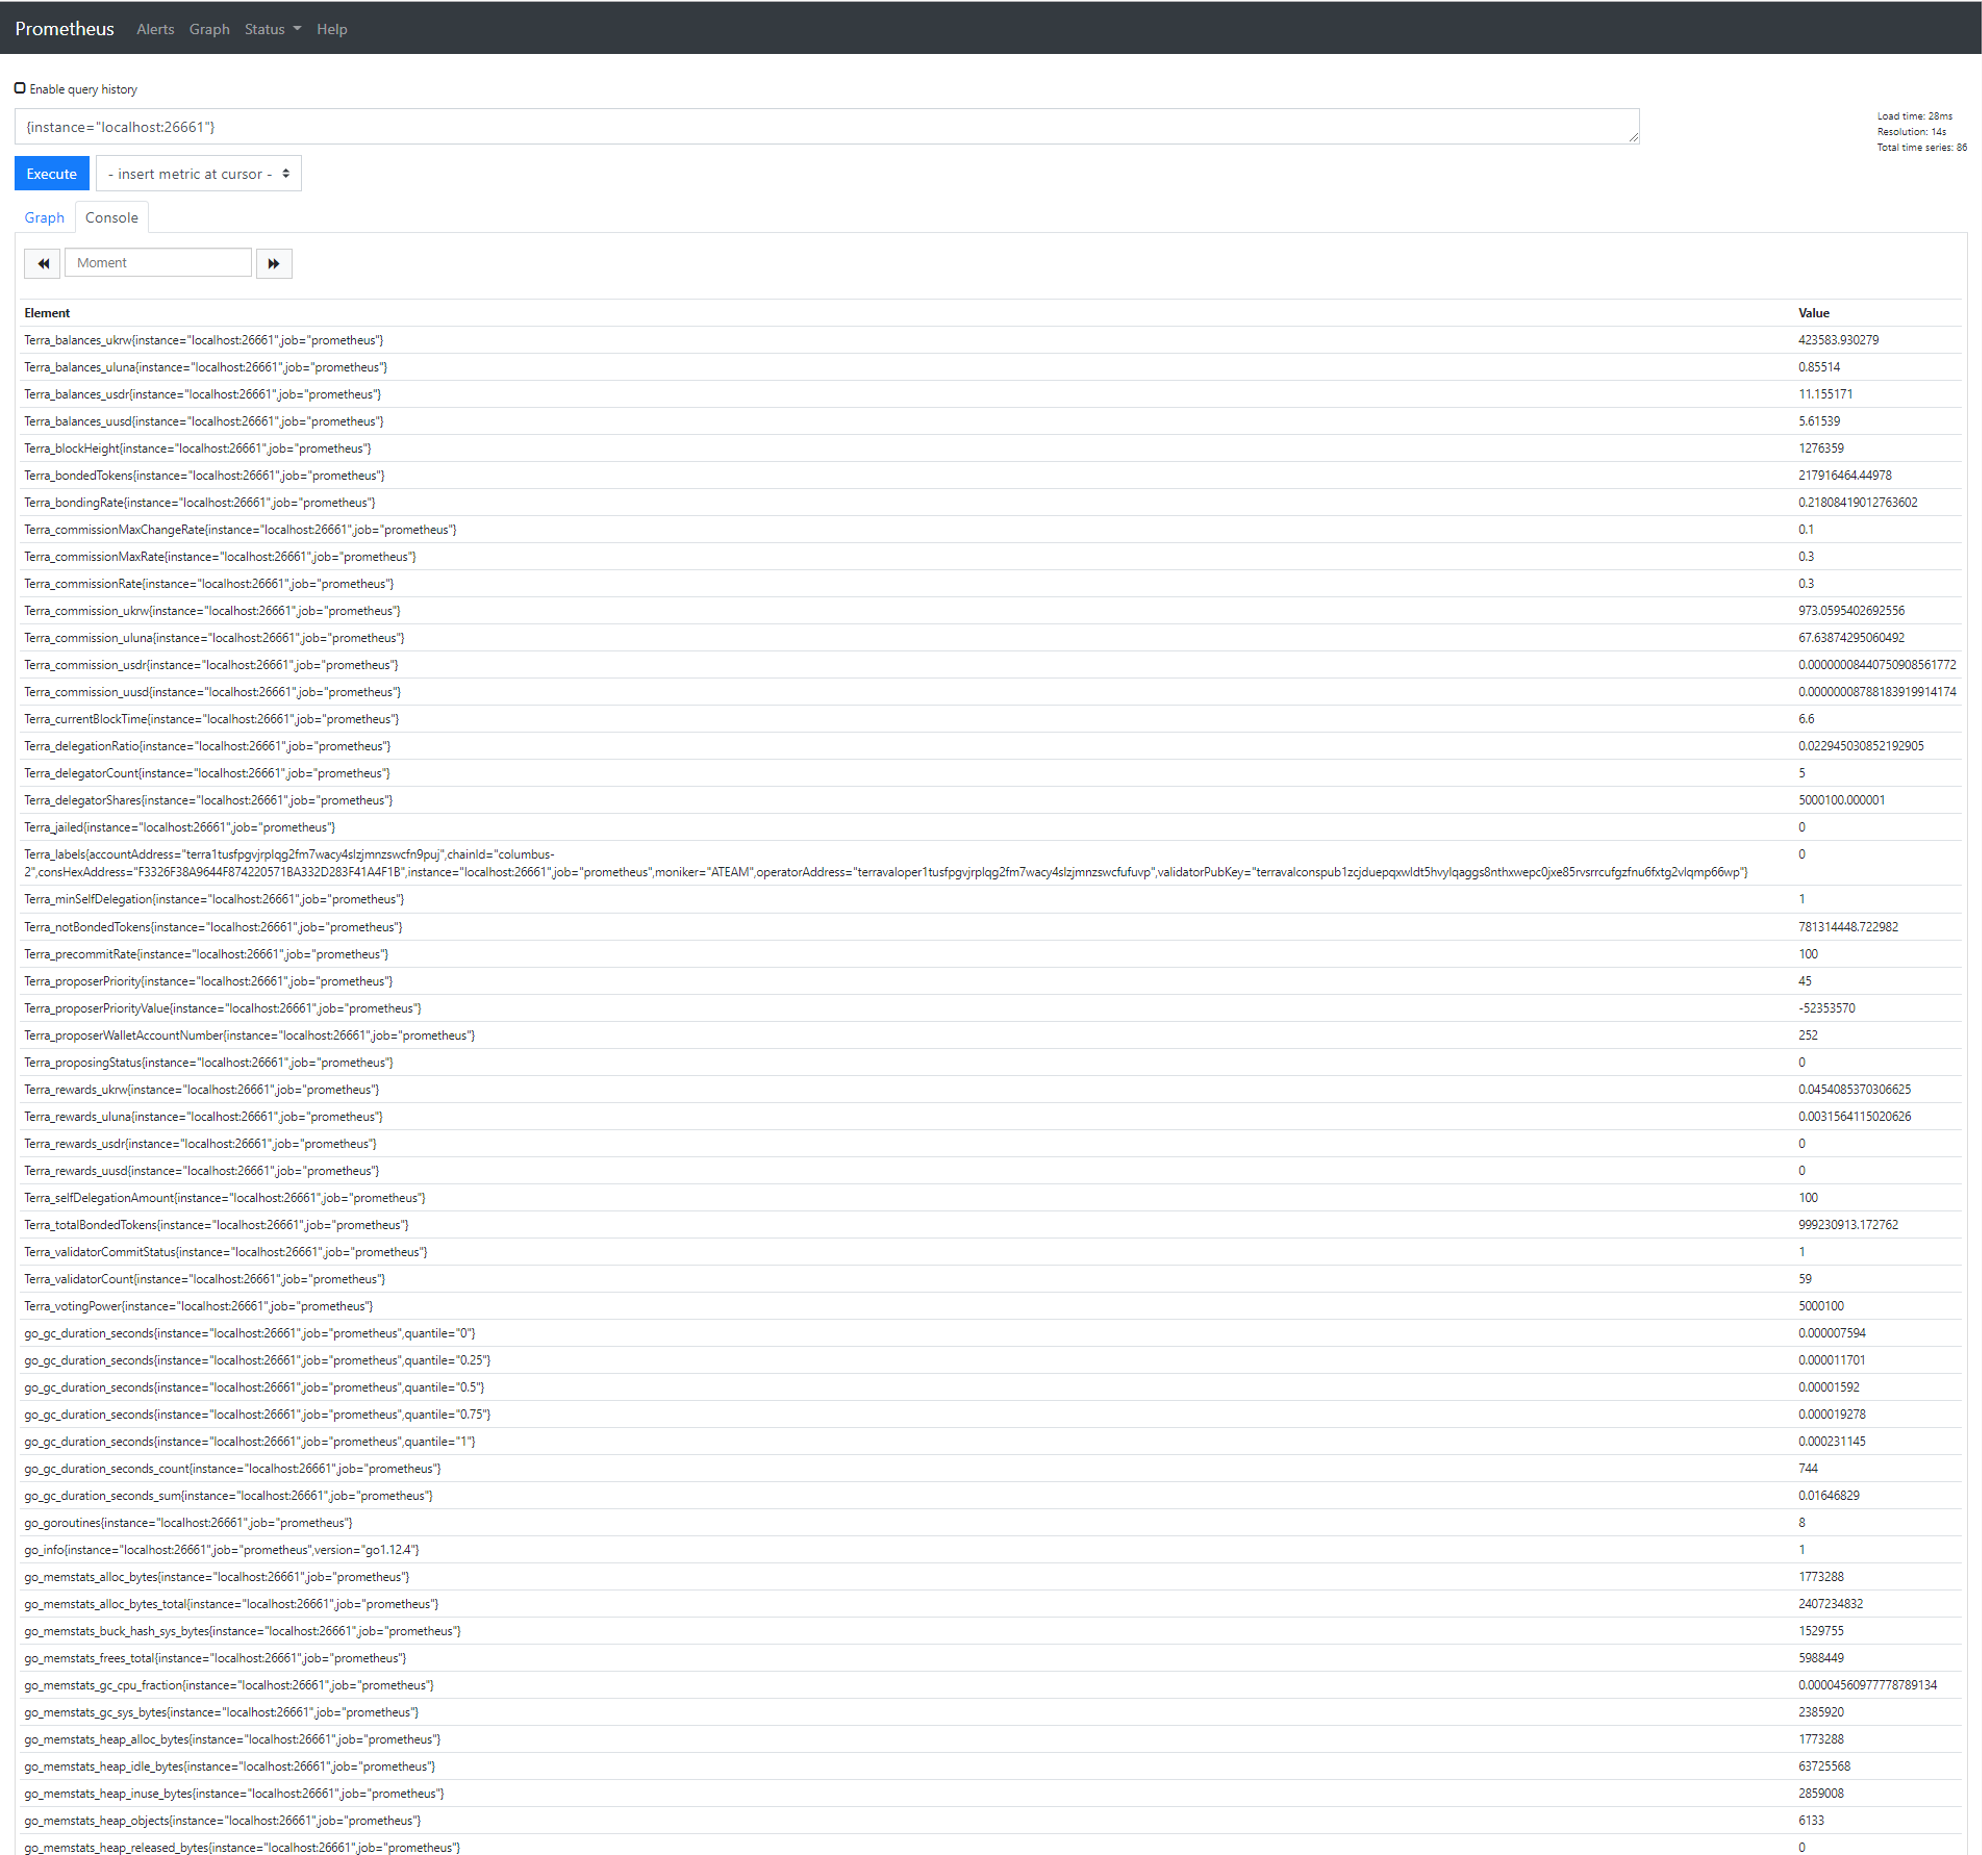 Prometheus Alerts Graph Status Help
Enable query history
{instance="localhost:26661"}
Load time: 28ms
Resolution: 14s
Total time series: 86
Execute - insert metric at cursor -
Graph Console
Moment
Element Value
Terra_balances_ukrw{instance="localhost:26661",job="prometheus"} 423583.930279
Terra_balances_uluna{instance="localhost:26661",job="prometheus"} 0.85514
Terra_balances_usdr{instance="localhost:26661",job="prometheus"} 11.155171
Terra_balances_uusd{instance="localhost:26661",job="prometheus"} 5.61539
Terra_blockHeight{instance="localhost:26661",job="prometheus"} 1276359
Terra_bondedTokens{instance="localhost:26661",job="prometheus"} 217916464.44978
Terra_bondingRate{instance="localhost:26661",job="prometheus"} 0.21808419012763602
Terra_commissionMaxChangeRate{instance="localhost:26661",job="prometheus"} 0.1
Terra_commissionMaxRate{instance="localhost:26661",job="prometheus"} 0.3
Terra_commissionRate{instance="localhost:26661",job="prometheus"} 0.3
Terra_commission_ukrw{instance="localhost:26661",job="prometheus"} 973.0595402692556
Terra_commission_uluna{instance="localhost:26661",job="prometheus"} 67.63874295060492
Terra_commission_usdr{instance="localhost:26661",job="prometheus"} 0.00000008440750908561772
Terra_commission_uusd{instance="localhost:26661",job="prometheus"} 0.00000008788183919914174
Terra_currentBlockTime{instance="localhost:26661",job="prometheus"} 6.6
Terra_delegationRatio{instance="localhost:26661",job="prometheus"} 0.022945030852192905
Terra_delegatorCount{instance="localhost:26661",job="prometheus"} 5
Terra_delegatorShares{instance="localhost:26661",job="prometheus"} 5000100.000001
Terra_jailed{instance="localhost:26661",job="prometheus"} 0
Terra_labels{accountAddress="terra1tusfpgvjrplqg2fm7wacy4slzjmnzswcfn9puj",chainId="columbus- 0
2",consHexAddress="F3326F38A9644F874220571BA332D283F41A4F1B",instance="localhost:26661",job="prometheus",moniker="ATEAM",operatorAddress="terravaloper1tusfpgvjrplqg2fm7wacy4slzjmnzswcfufuvp",validatorPubKey="terravalconspub1zcjduepqxwldt5hvylqaggs8nthxwepc0jxe85rvsrrcufgzfnu6fxtg2vlqmp66wp"}
Terra_minSelfDelegation{instance="localhost:26661",job="prometheus"} 1
Terra_notBondedTokens{instance="localhost:26661",job="prometheus"} 781314448.722982
Terra_precommitRate{instance="localhost:26661",job="prometheus"} 100
Terra_proposerPriority{instance="localhost:26661",job="prometheus"} 45
Terra_proposerPriorityValue{instance="localhost:26661",job="prometheus"} -52353570
Terra_proposerWalletAccountNumber{instance="localhost:26661",job="prometheus"} 252
Terra_proposingStatus{instance="localhost:26661",job="prometheus"} 0
Terra_rewards_ukrw{instance="localhost:26661",job="prometheus"} 0.0454085370306625
Terra_rewards_uluna{instance="localhost:26661",job="prometheus"} 0.0031564115020626
Terra_rewards_usdr{instance="localhost:26661",job="prometheus"} 0
Terra_rewards_uusd{instance="localhost:26661",job="prometheus"} 0
Terra_selfDelegationAmount{instance="localhost:26661",job="prometheus"} 100
Terra_totalBondedTokens{instance="localhost:26661",job="prometheus"} 999230913.172762
Terra_validatorCommitStatus{instance="localhost:26661",job="prometheus"} 1
Terra_validatorCount{instance="localhost:26661",job="prometheus"} 59
Terra_votingPower{instance="localhost:26661",job="prometheus"} 5000100
go_gc_duration_seconds{instance="localhost:26661",job="prometheus",quantile="0"} 0.000007594
go_gc_duration_seconds{instance="localhost:26661",job="prometheus",quantile="0.25"} 0.000011701
go_gc_duration_seconds{instance="localhost:26661",job="prometheus",quantile="0.5"} 0.00001592
go_gc_duration_seconds{instance="localhost:26661",job="prometheus",quantile="0.75"} 0.000019278
go_gc_duration_seconds{instance="localhost:26661",job="prometheus",quantile="1"} 0.000231145
go_gc_duration_seconds_count{instance="localhost:26661",job="prometheus"} 744
go_gc_duration_seconds_sum{instance="localhost:26661",job="prometheus"} 0.01646829
go_goroutines{instance="localhost:26661",job="prometheus"} 8
go_info{instance="localhost:26661",job="prometheus",version="go1.12.4"} 1
go_memstats_alloc_bytes{instance="localhost:26661",job="prometheus"} 1773288
go_memstats_alloc_bytes_total{instance="localhost:26661",job="prometheus"} 2407234832
go_memstats_buck_hash_sys_bytes{instance="localhost:26661",job="prometheus"} 1529755
go_memstats_frees_total{instance="localhost:26661",job="prometheus"} 5988449
go_memstats_gc_cpu_fraction{instance="localhost:26661",job="prometheus"} 0.00004560977778789134
go_memstats_gc_sys_bytes{instance="localhost:26661",job="prometheus"} 2385920
go_memstats_heap_alloc_bytes{instance="localhost:26661",job="prometheus"} 1773288
go_memstats_heap_idle_bytes{instance="localhost:26661",job="prometheus"} 63725568
go_memstats_heap_inuse_bytes{instance="localhost:26661",job="prometheus"} 2859008
go_memstats_heap_objects{instance="localhost:26661",job="prometheus"} 6133
go_memstats_heap_released_bytes{instance="localhost:26661",job="prometheus"} 0